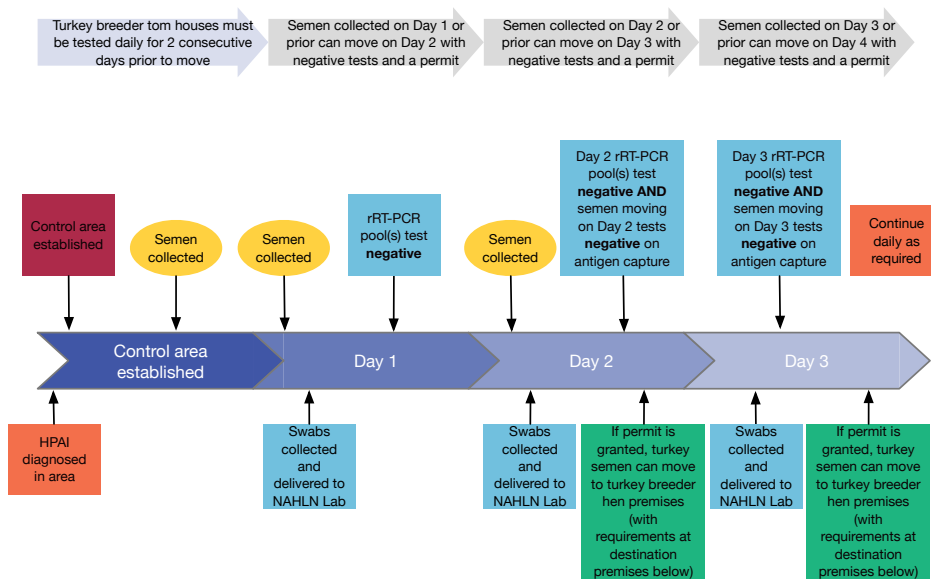 Turkey breeder tom houses must
be tested daily for 2 consecutive
days prior to move
Semen collected on Day 1 or
prior can move on Day 2 with
negative tests and a permit
Semen collected on Day 2 or
prior can move on Day 3 with
negative tests and a permit
Semen collected on Day 3 or
prior can move on Day 4 with
negative tests and a permit
Control area
established
Semen
collected
Semen
collected
rRT-PCR
pool(s) test
negative
Semen
collected
Day 2 rRT-PCR
pool(s) test
negative AND
semen moving
on Day 2 tests
negative on
antigen capture
Day 3 rRT-PCR
pool(s) test
negative AND
semen moving
on Day 3 tests
negative on
antigen capture
Continue
daily as
required
Control area
established
Day 1
Day 2
Day 3
HPAI
diagnosed
in area
Swabs
collected
and
delivered to
NAHLN Lab
Swabs
collected
and
delivered to
NAHLN Lab
If permit is
granted, turkey
semen can move
to turkey breeder
hen premises
(with
requirements at
destination
premises below)
Swabs
collected and
delivered to
NAHLN Lab
If permit is
granted, turkey
semen can move
to turkey breeder
hen premises
(with
requirements at
destination
premises below)